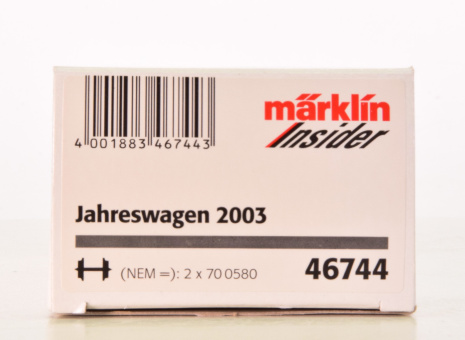 märklin
Insider
4 001883 467443
Jahreswagen 2003
(NEM =): 2 x 70 0580
46744